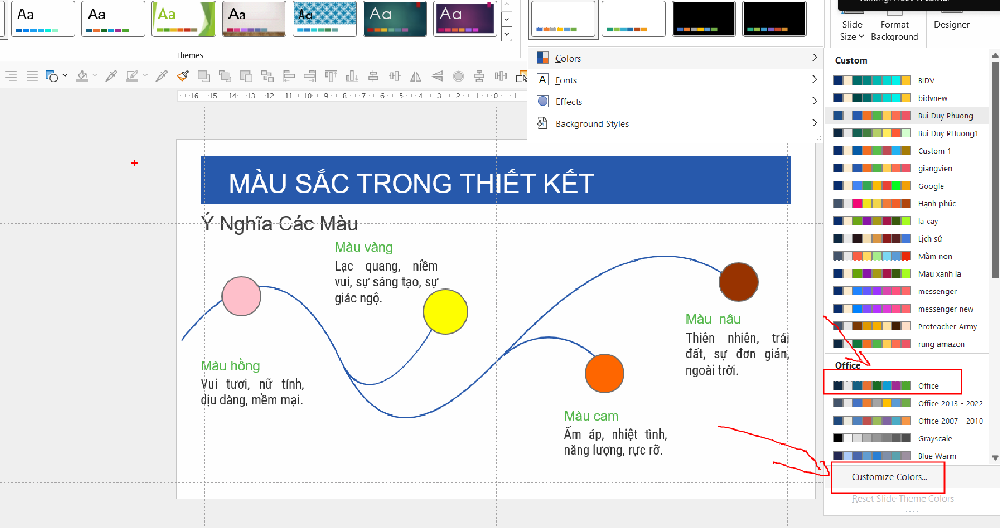 Aa
Aa
Aa
Aa
Aa
Aa
Aa
Themes
Slide
Size
Format
Background
Designer
Colors
Fonts
Effects
Background Styles
16 15 14 13 12 11 10 9 8 7 6 5 4 3 2 1 0 1
MÀU SẮC TRONG THIẾT KẾT
Ý Nghĩa Các Màu
Màu vàng
Lạc quang, niềm
vui, sự sáng tạo, sự
giác ngộ.
Màu hồng
Vui tươi, nữ tính,
dịu dàng, mềm mại.
Màu nâu
Thiên nhiên, trái
đất, sự đơn giản,
ngoài trời.
Màu cam
Ấm áp, nhiệt tình,
năng lượng, rực rỡ.
Custom
BIDV
bidvnew
Bui Duy Phuong
Bui Duy PHuong1
Custom 1
giangvien
Google
Hạnh phúc
la cay
Lịch sử
Mầm non
Mau xanh la
messenger
messenger new
Proteacher Army
rung amazon
Office
Office
Office 2013 - 2022
Office 2007 - 2010
Grayscale
Blue Warm
Customize Colors...
Reset Slide Theme Colors